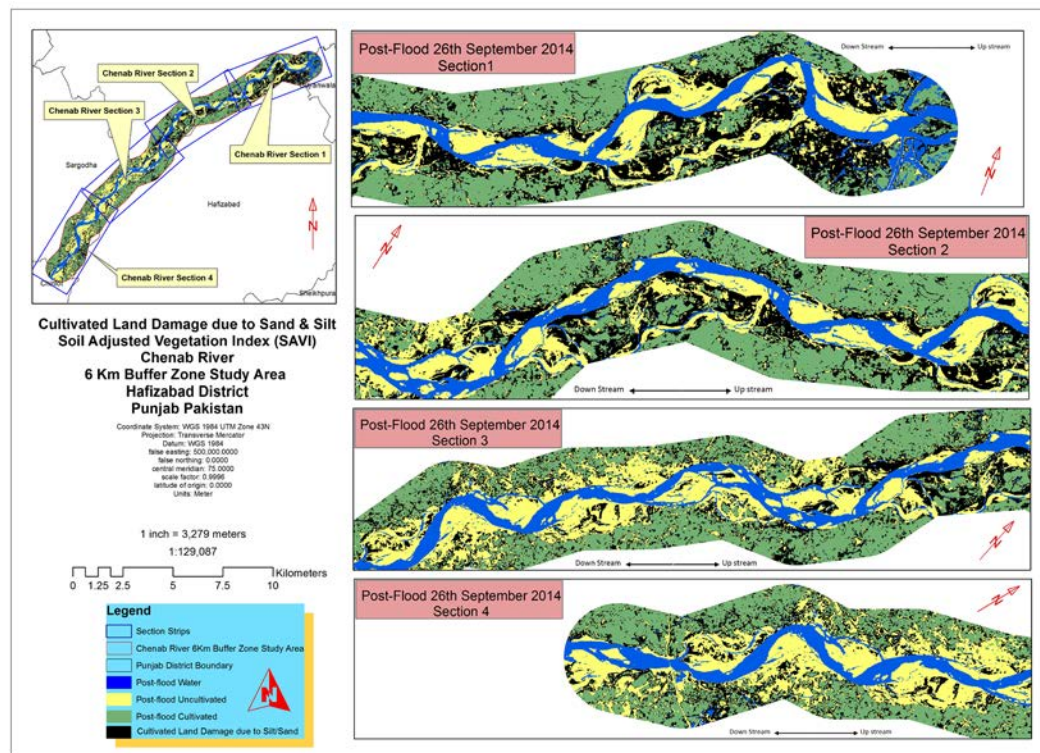 Chenab River Section 2
Chenab River Section 3
Chenab River Section 1
Sargodha
Hafizabad
N
Chenab River Section 4
Sheikhpura
Cultivated Land Damage due to Sand & Silt
Soil Adjusted Vegetation Index (SAVI)
Chenab River
6 Km Buffer Zone Study Area
Hafizabad District
Punjab Pakistan
Coordinate System: WGS 1984 UTM Zone 43N
Projection: Transverse Mercator
Datum: WGS 1984
false easting: 500,000.0000
false northing: 0.0000
central meridian: 75.0000
scale factor: 0.9996
latitude of origin: 0.0000
Units: Meter
1 inch = 3,279 meters
1:129,087
Kilometers
0 1.25 2.5 5 7.5 10
Legend
Section Strips
Chenab River 6Km Buffer Zone Study Area
Punjab District Boundary
Post-flood Water
Post-flood Uncultivated
Post-flood Cultivated
Cultivated Land Damage due to Silt/Sand
N
Post-Flood 26th September 2014
Section1
Down Stream Up stream
N
Post-Flood 26th September 2014
Section 2
N
Down Stream Up stream
Post-Flood 26th September 2014
Section 3
Down Stream Up stream
N
Post-Flood 26th September 2014
Section 4
N
Down Stream Up stream